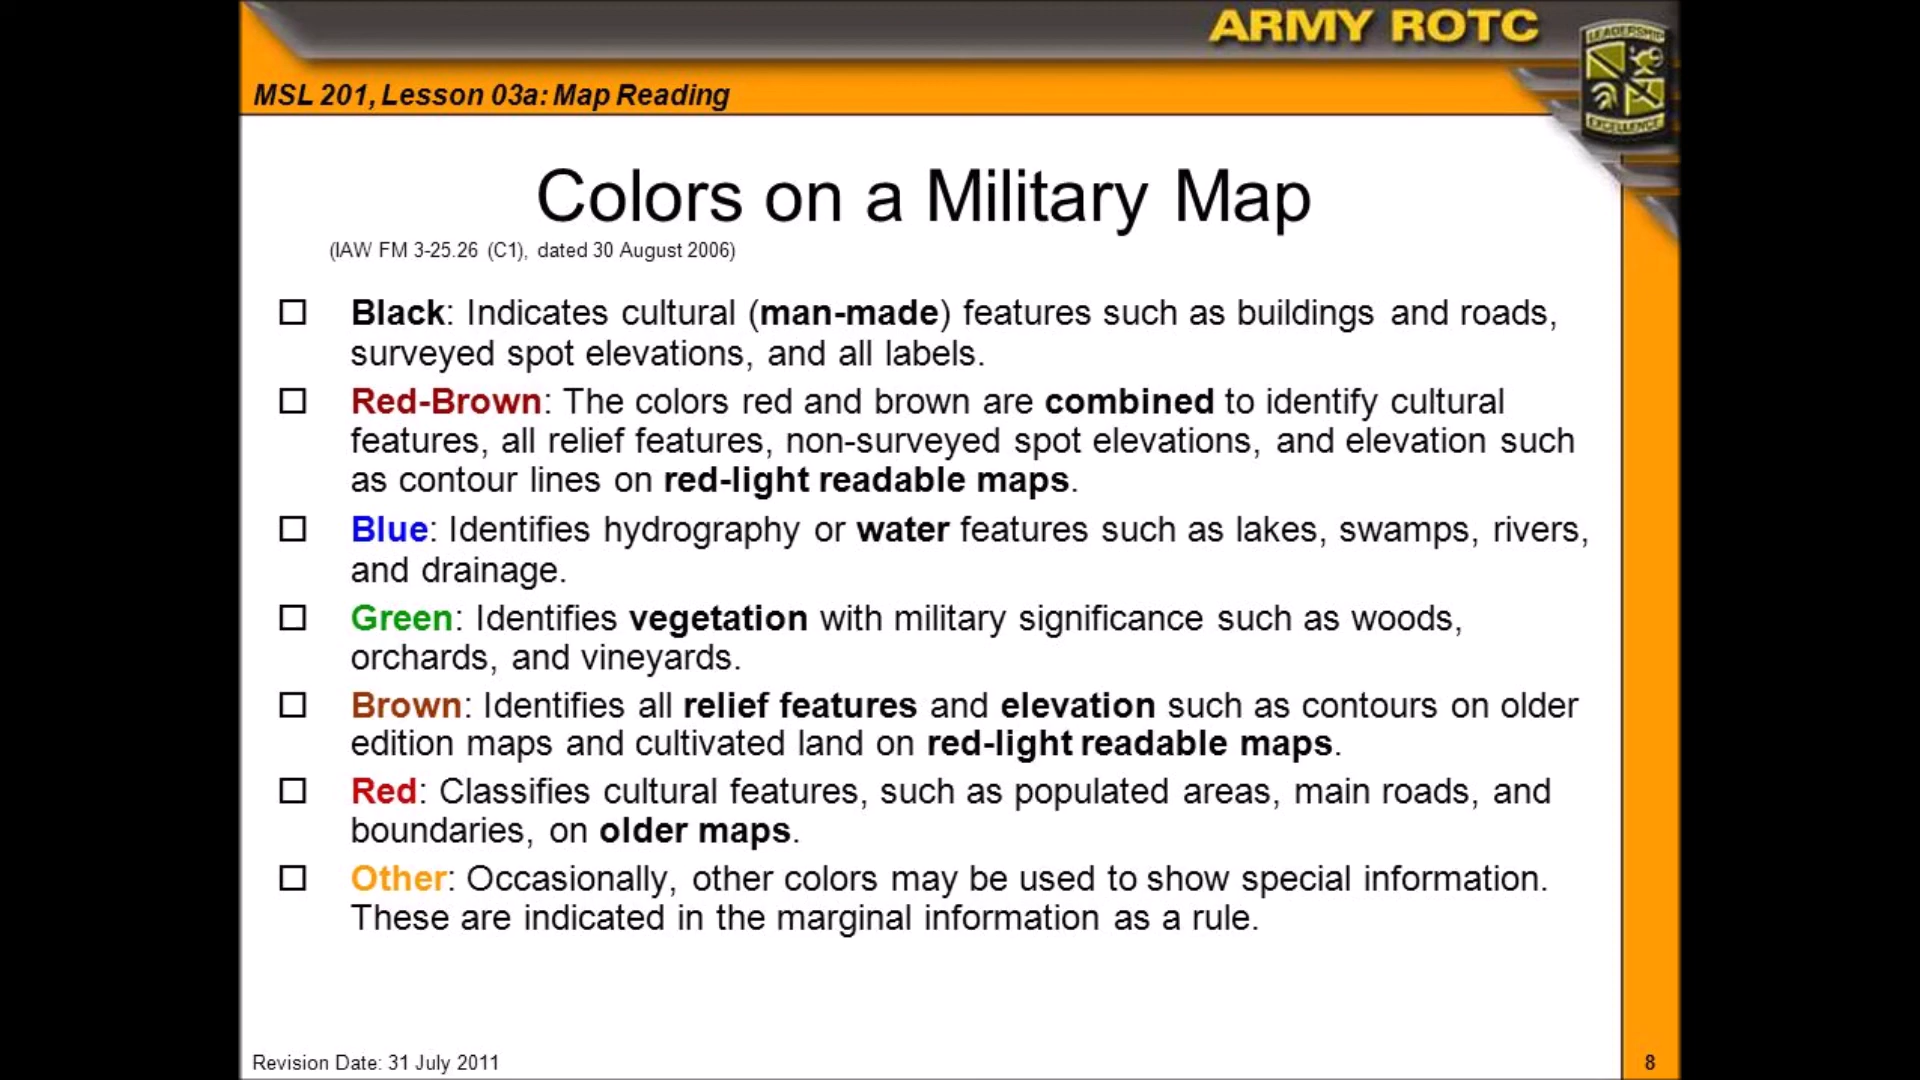 ARMY ROTC
LEADERSHIP
EXCELLENCE
MSL 201, Lesson 03a: Map Reading
Colors on a Military Map
(IAW FM 3-25.26 (C1), dated 30 August 2006)
Black: Indicates cultural (man-made) features such as buildings and roads,
surveyed spot elevations, and all labels.
Red-Brown: The colors red and brown are combined to identify cultural
features, all relief features, non-surveyed spot elevations, and elevation such
as contour lines on red-light readable maps.
Blue: Identifies hydrography or water features such as lakes, swamps, rivers,
and drainage.
Green: Identifies vegetation with military significance such as woods,
orchards, and vineyards.
Brown: Identifies all relief features and elevation such as contours on older
edition maps and cultivated land on red-light readable maps.
Red: Classifies cultural features, such as populated areas, main roads, and
boundaries, on older maps.
Other: Occasionally, other colors may be used to show special information.
These are indicated in the marginal information as a rule.
Revision Date: 31 July 2011
8